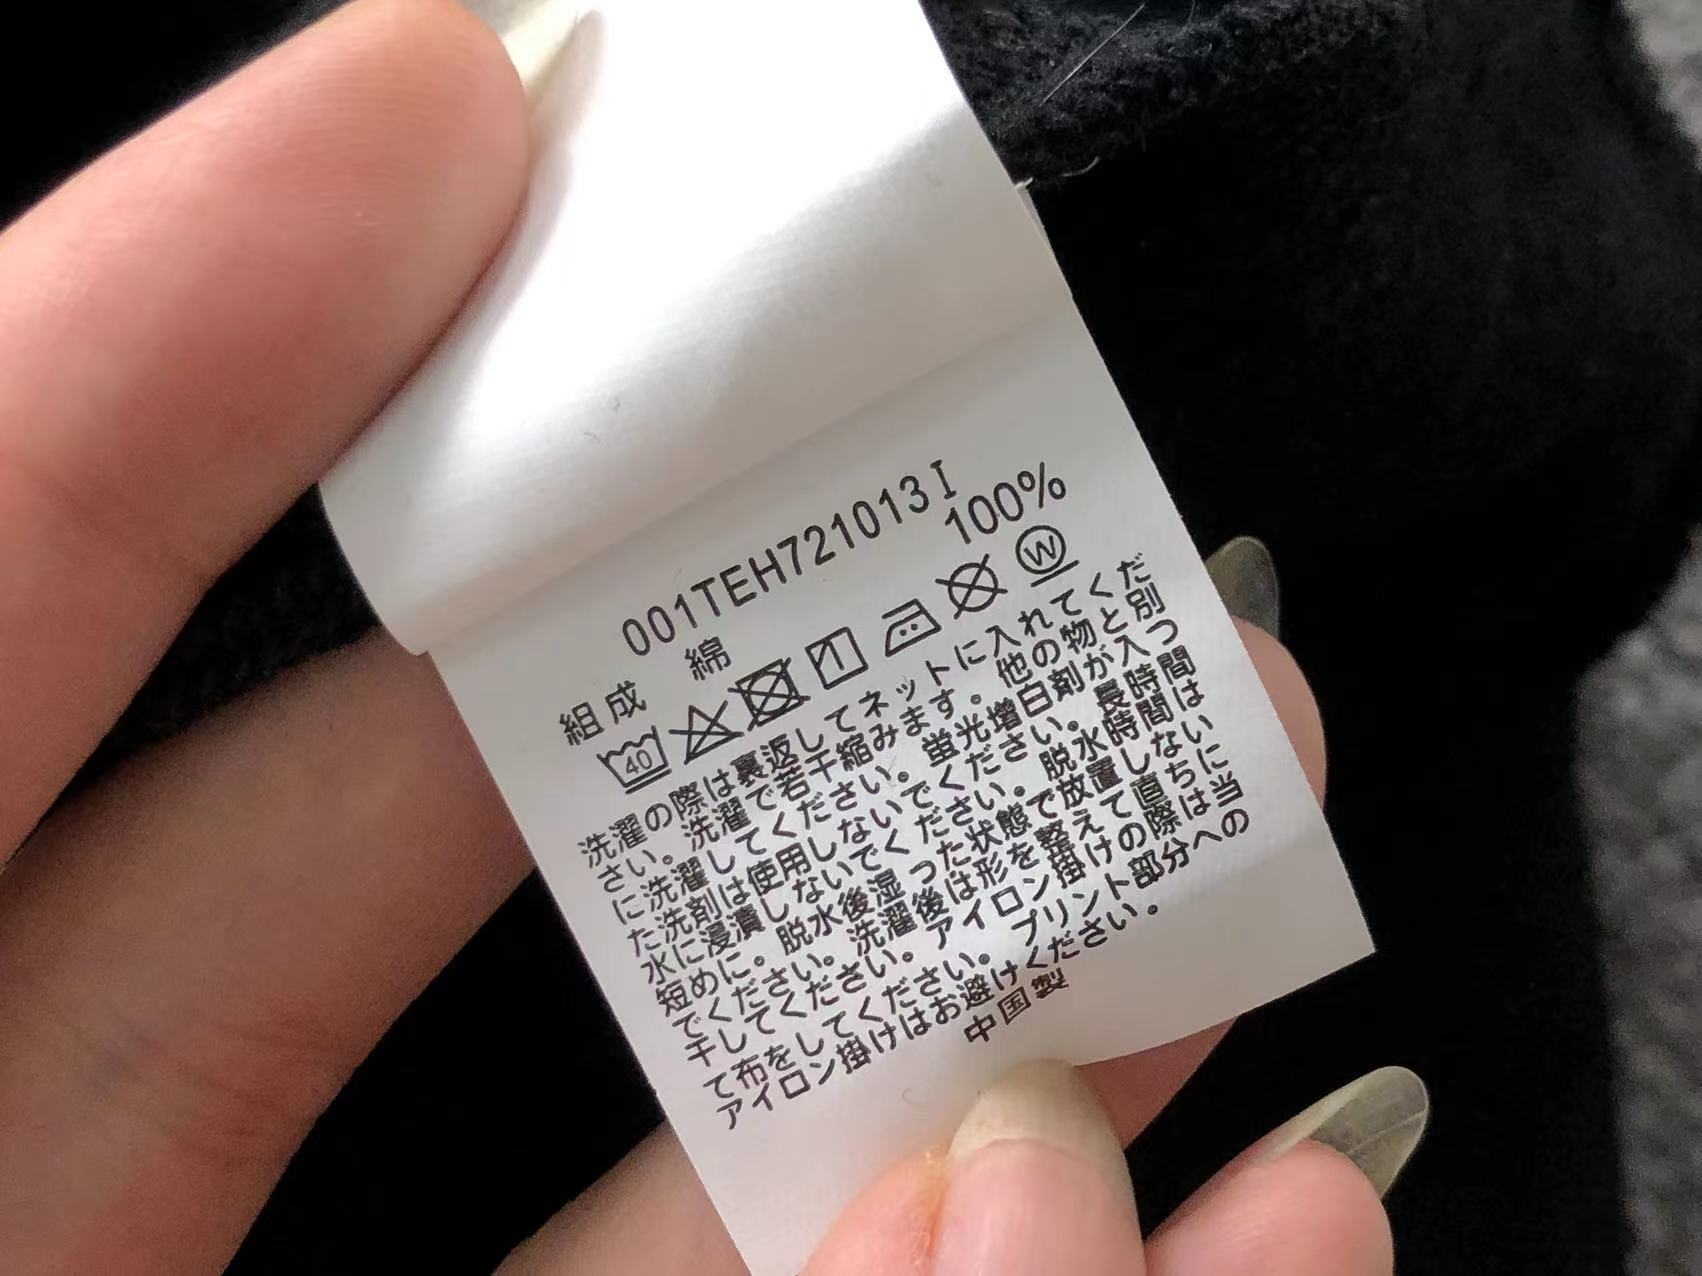 001TEH721013I
組成 綿 100%
40
W
洗濯の際は裏返してネットに入れてくだ
さい。洗濯で若干縮みます。他の物と別
に洗濯してください。蛍光増白剤が入っ
た洗剤は使用しないでください。長時間
水に浸漬しないでください。脱水時間は
短めに。脱水後湿った状態で放置しない
でください。洗濯後は形を整えて直ちに
干してください。アイロン掛けの際は当
て布をしてください。プリント部分への
アイロン掛けはお避けください。
中国製